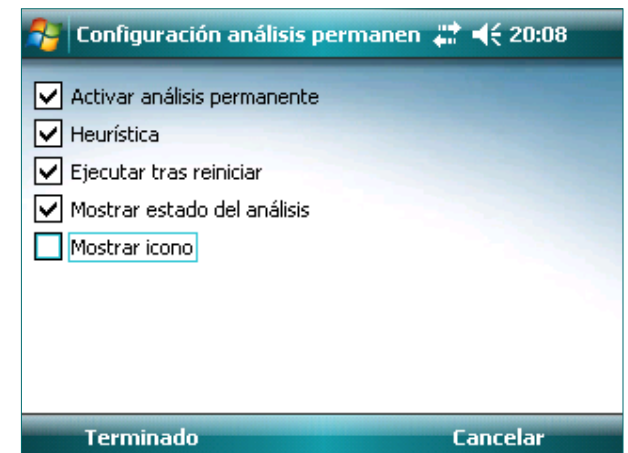 Configuración análisis permanen 20:08
Activar análisis permanente
Heurística
Ejecutar tras reiniciar
Mostrar estado del análisis
Mostrar icono
Terminado Cancelar